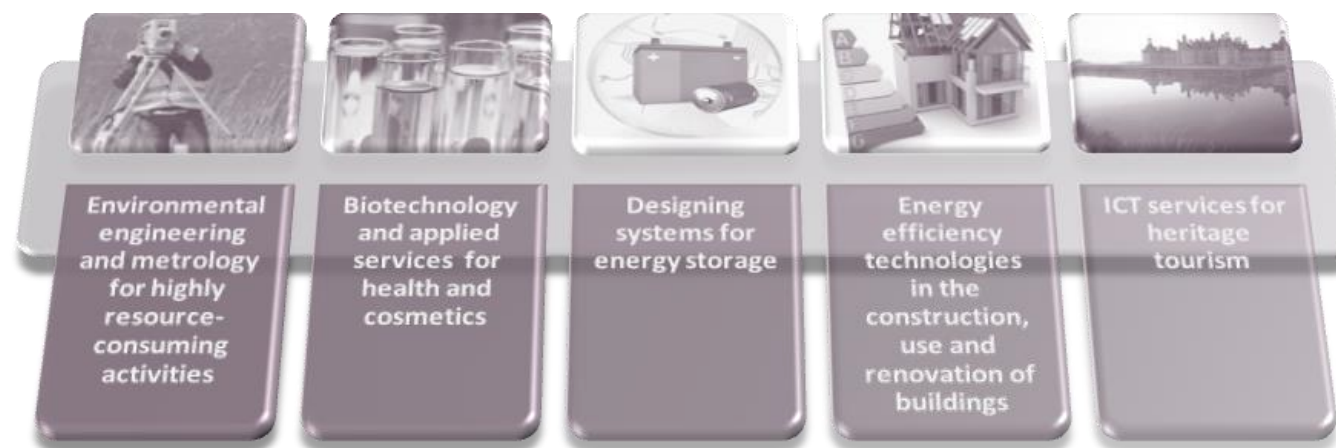 Environmental
engineering
and metrology
for highly
resource-
consuming
activities
Biotechnology
and applied
services for
health and
cosmetics
Designing
systems for
energy storage
Energy
efficiency
technologies
in the
construction,
use and
renovation of
buildings
ICT services for
heritage
tourism